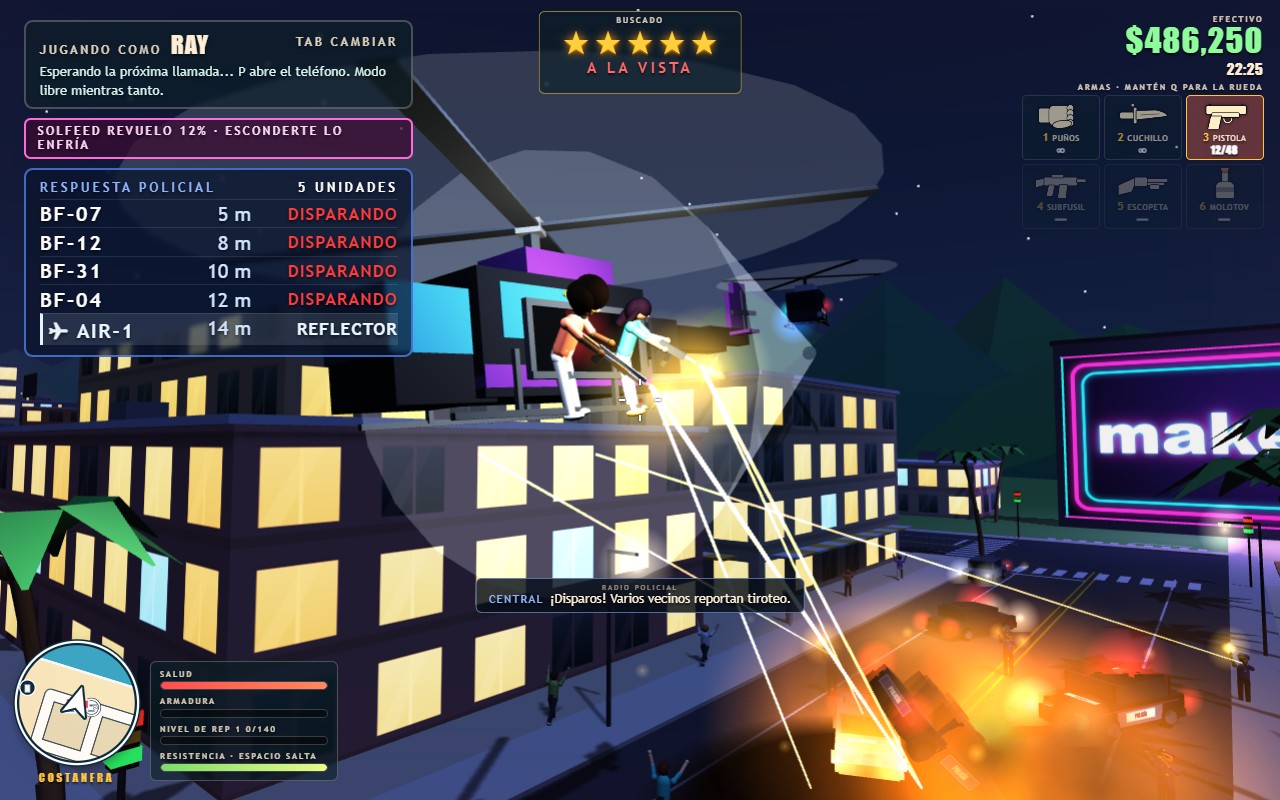 JUGANDO COMO RAY TAB CAMBIAR
Esperando la próxima llamada... P abre el teléfono. Modo
libre mientras tanto.
SOLFEED REVUELO 12% · ESCONDERTE LO
ENFRÍA
RESPUESTA POLICIAL 5 UNIDADES
BF-07 5 m DISPARANDO
BF-12 8 m DISPARANDO
BF-31 10 m DISPARANDO
BF-04 12 m DISPARANDO
AIR-1 14 m REFLECTOR
BUSCADO
A LA VISTA
EFECTIVO
$486,250
22:25
ARMAS · MANTÉN Q PARA LA RUEDA
1 PUÑOS
∞
2 CUCHILLO
∞
3 PISTOLA
12/48
4 SUBFUSIL
—
5 ESCOPETA
—
6 MOLOTOV
—
RADIO POLICIAL
CENTRAL ¡Disparos! Varios vecinos reportan tiroteo.
SALUD
ARMADURA
NIVEL DE REP 1 0/140
RESISTENCIA · ESPACIO SALTA
COSTANERA